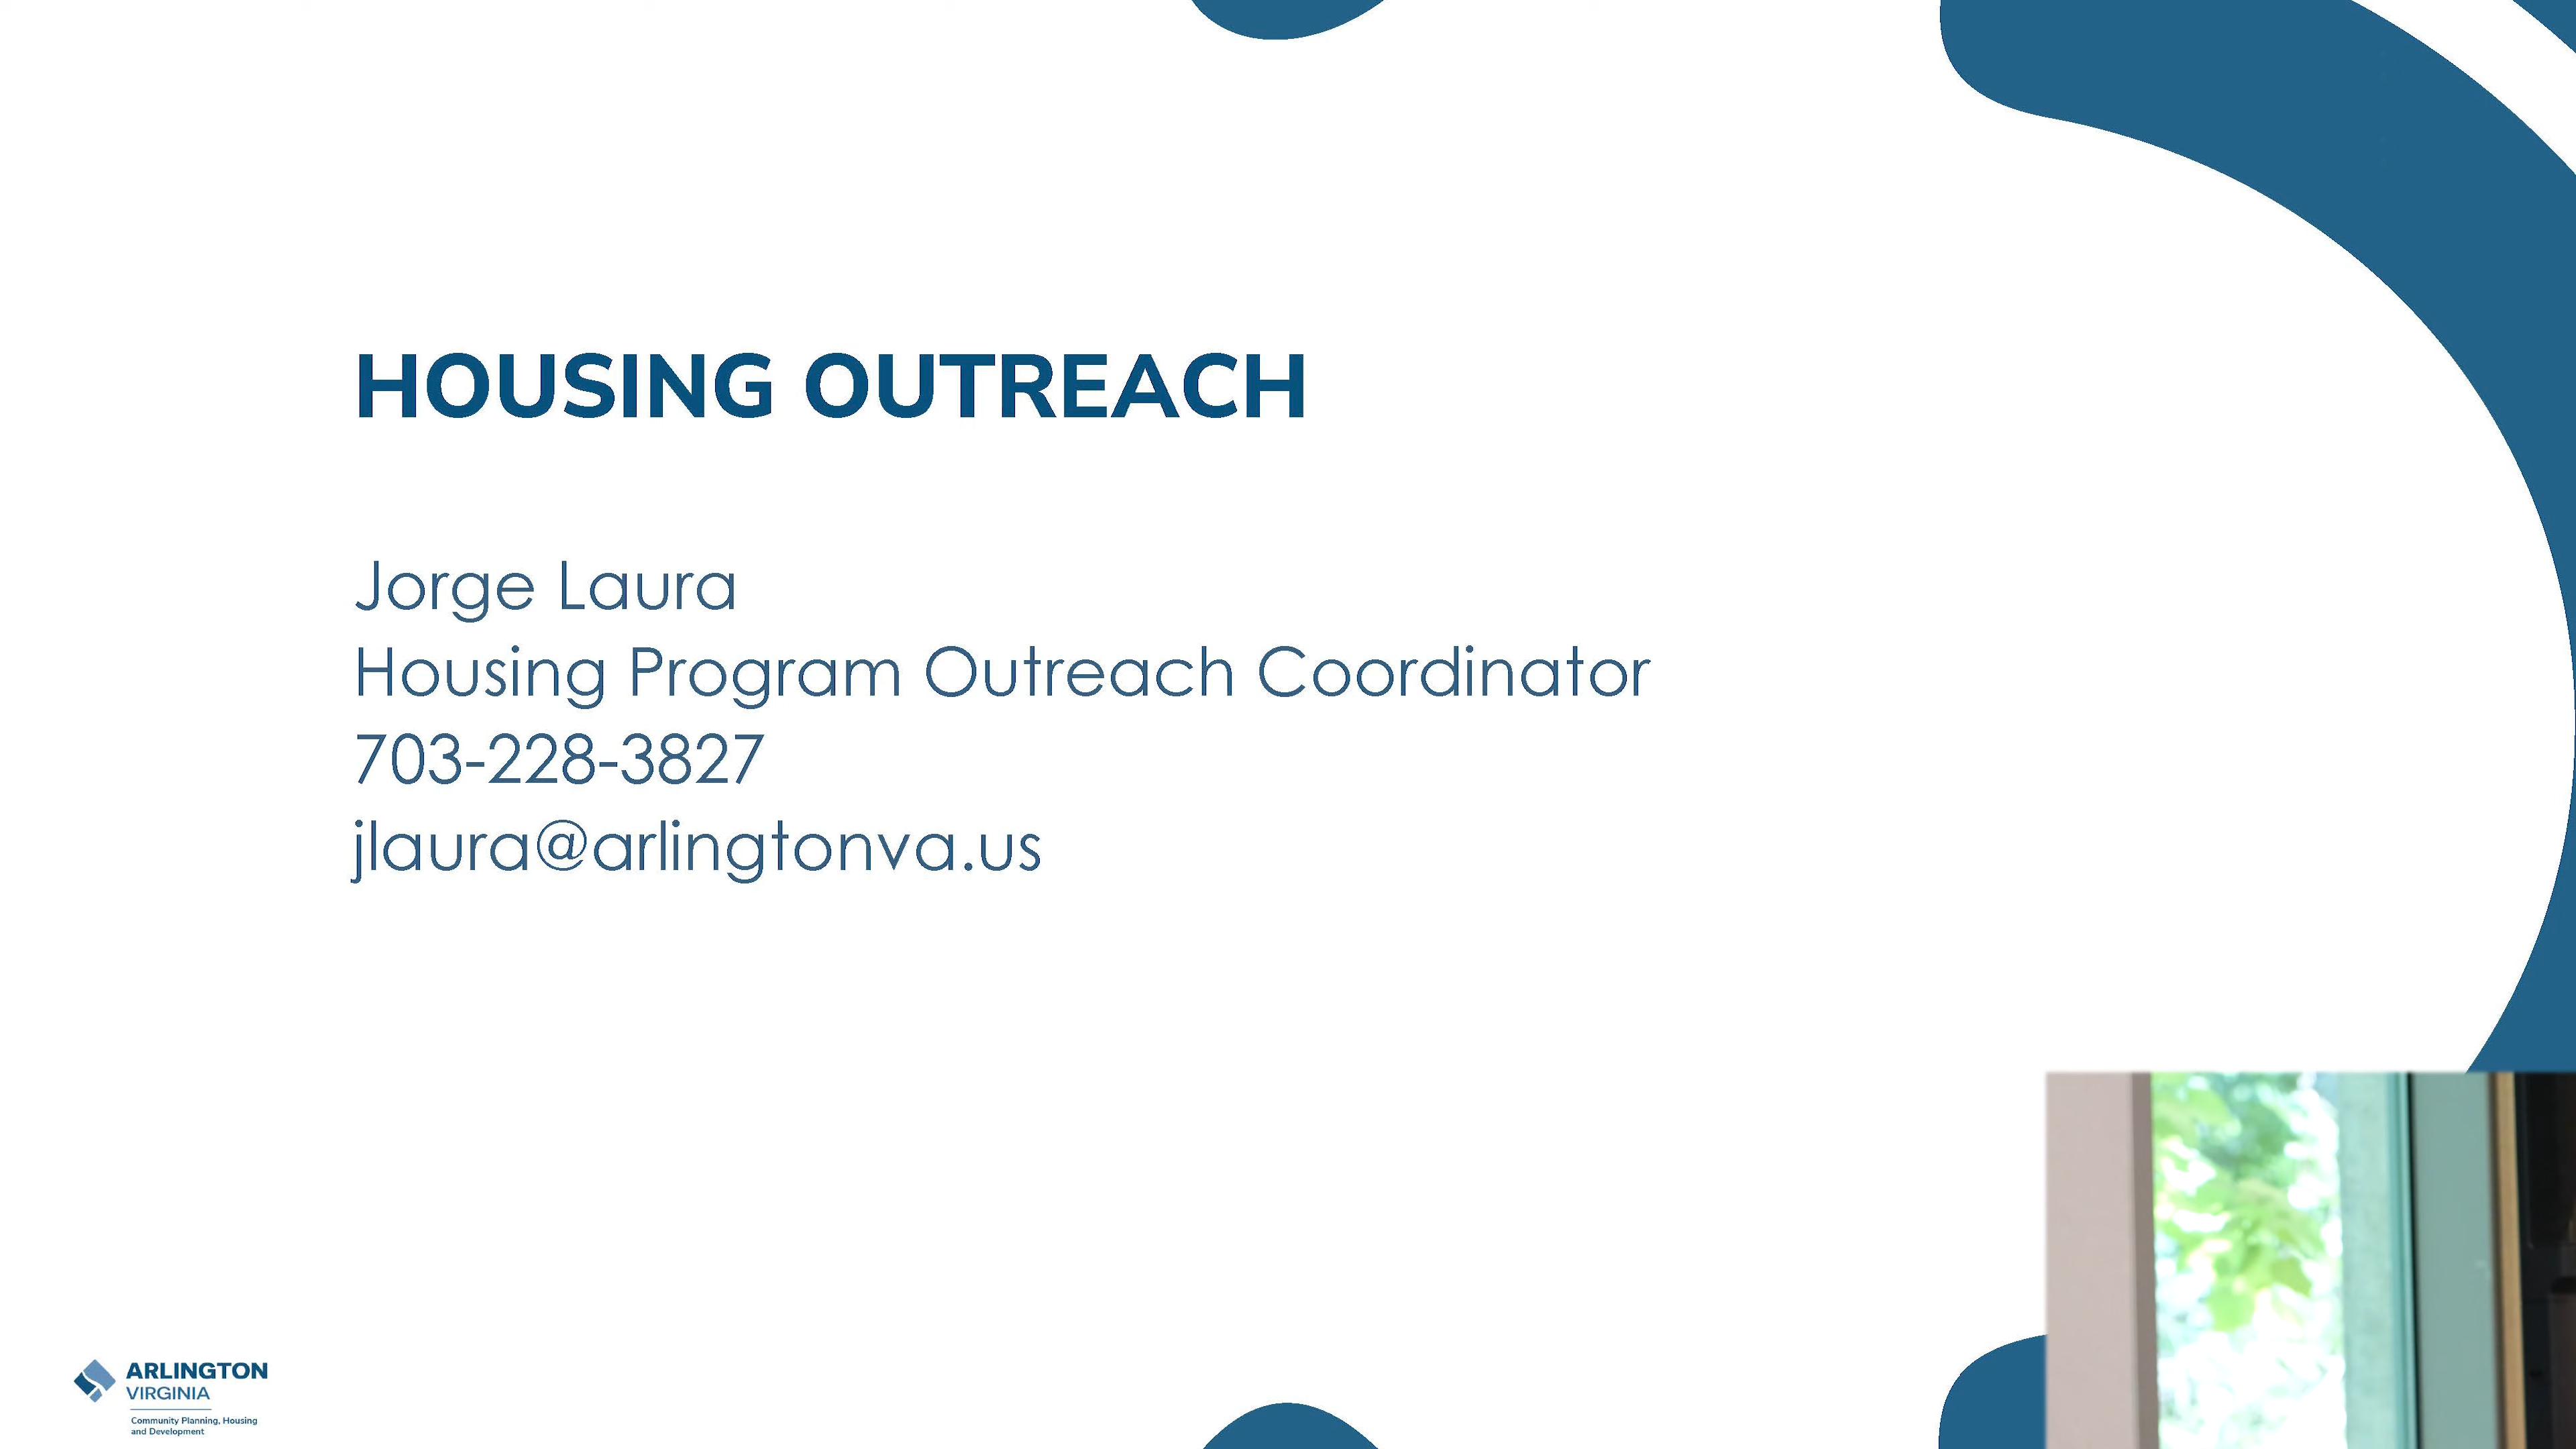 HOUSING OUTREACH
Jorge Laura
Housing Program Outreach Coordinator
703-228-3827
jlaura@arlingtonva.us
ARLINGTON
VIRGINIA
Community Planning, Housing
and Development